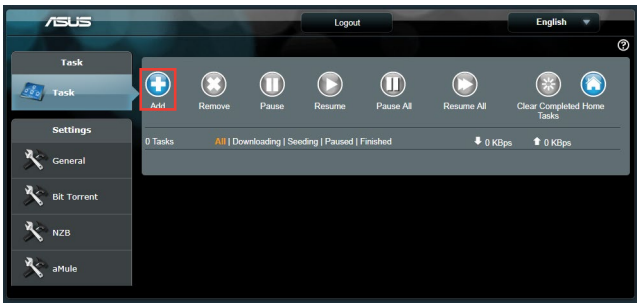 ASUS
Logout
English
Task
Task
Settings
General
Bit Torrent
NZB
aMule
Add
Remove
Pause
Resume
Pause All
Resume All
Clear Completed Tasks
Home
0 Tasks
All | Downloading | Seeding | Paused | Finished
0 KBps
0 KBps